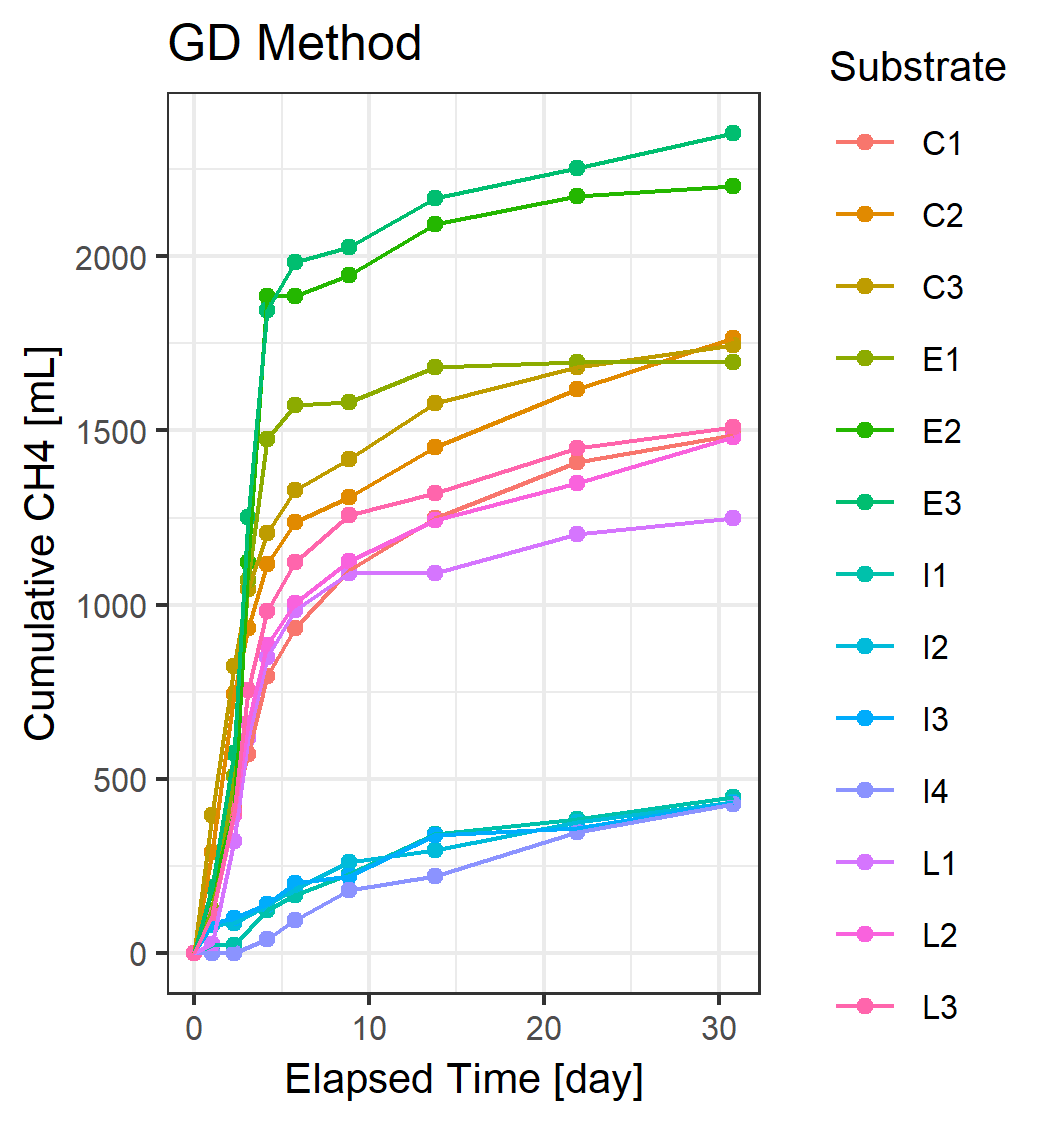 GD Method
Substrate
C1
C2
C3
E1
E2
E3
I1
I2
I3
I4
L1
L2
L3
2000
1500
1000
500
0
0 10 20 30
Cumulative CH4 [mL]
Elapsed Time [day]